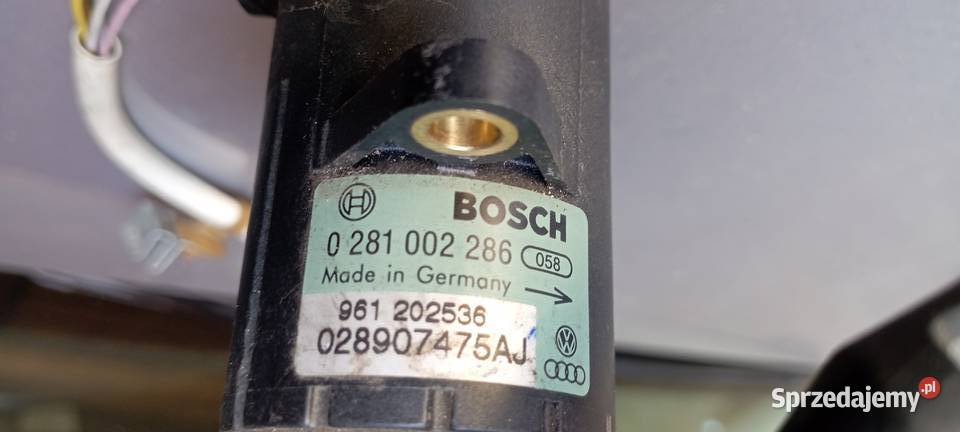 BOSCH
0 281 002 286 058
Made in Germany
961 202536
028907475AJ
Sprzedajemy.pl